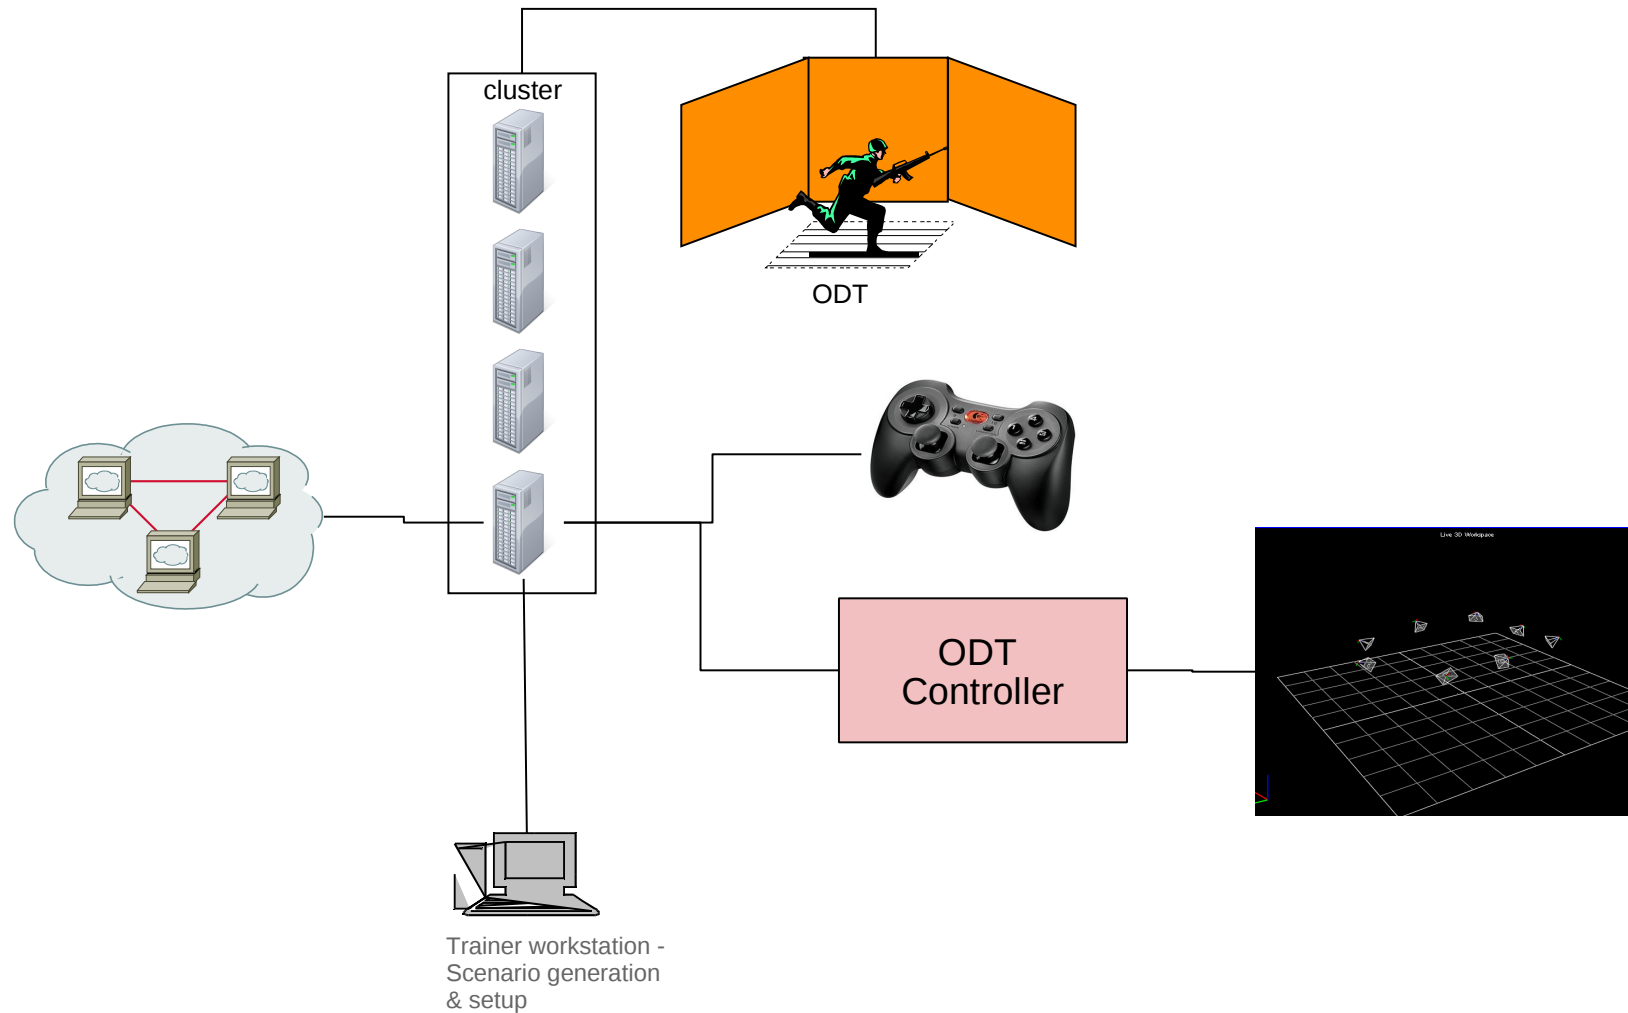 cluster
ODT
Live 3D Workspace
ODT
Controller
Trainer workstation -
Scenario generation
& setup